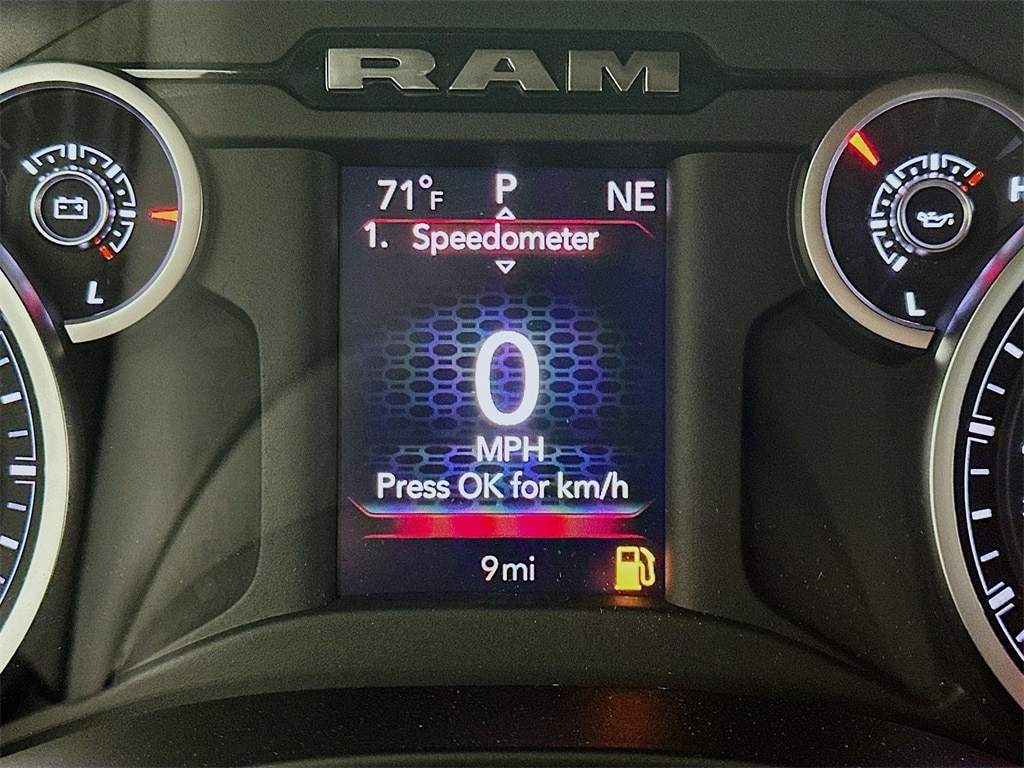 RAM
71°F P NE
1. Speedometer
L
H
L
0
MPH
Press OK for km/h
9mi